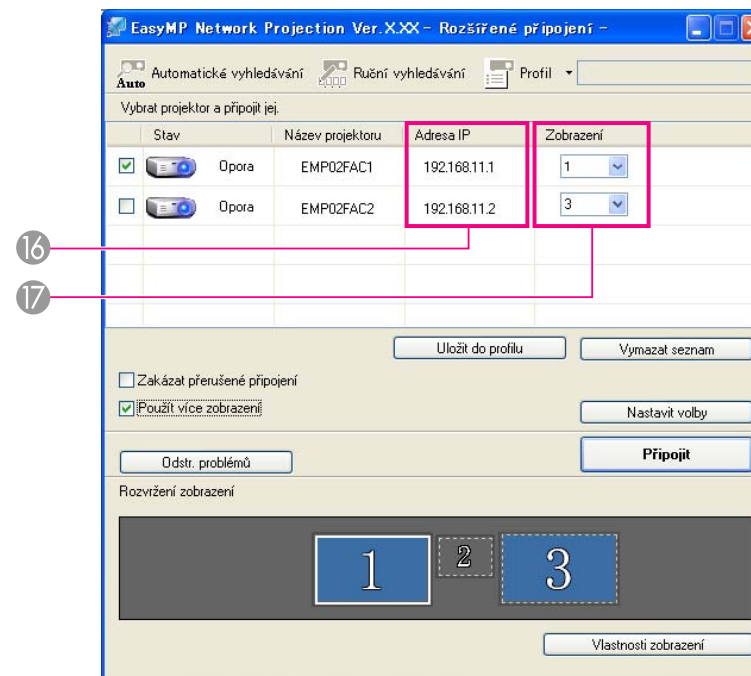 EasyMP Network Projection Ver.X.XX – Rozšířené připojení –
Auto Automatické vyhledávání Ruční vyhledávání Profil
Vybrat projektor a připojit jej.
Stav Název projektoru Adresa IP Zobrazení
Opora EMP02FAC1 192.168.11.1 1
Opora EMP02FAC2 192.168.11.2 3
16
17
Uložit do profilu Vymazat seznam
Zakázat přerušené připojení
Použít více zobrazení
Nastavit volby
Odstr. problémů Připojit
Rozvržení zobrazení
1 2 3
Vlastnosti zobrazení